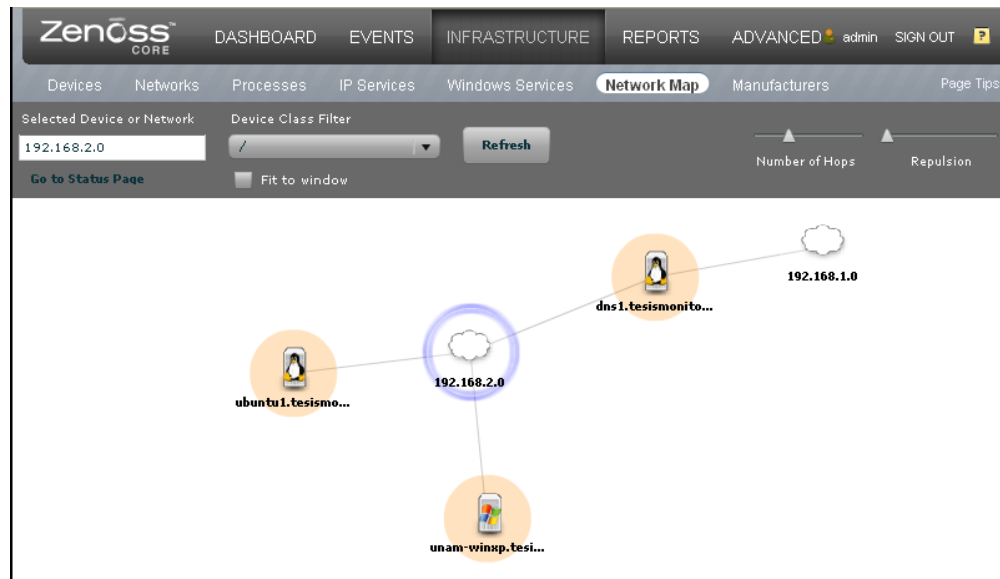 Zenōss™ CORE DASHBOARD EVENTS INFRASTRUCTURE REPORTS ADVANCED admin SIGN OUT ?
Devices Networks Processes IP Services Windows Services Network Map Manufacturers Page Tips
Selected Device or Network Device Class Filter
192.168.2.0 / Refresh
Number of Hops Repulsion
Go to Status Page Fit to window
192.168.1.0
dns1.tesismonito...
192.168.2.0
ubuntu1.tesismo...
unam-winxp.tesi...